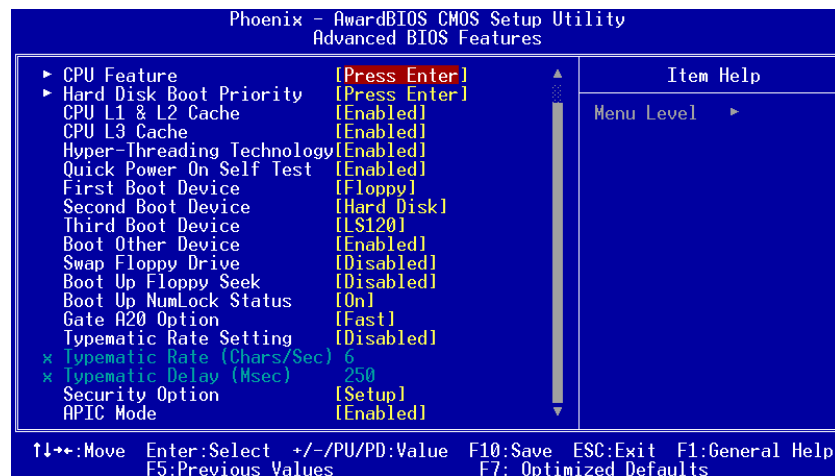 Phoenix - AwardBIOS CMOS Setup Utility
Advanced BIOS Features
► CPU Feature [Press Enter]
► Hard Disk Boot Priority [Press Enter]
CPU L1 & L2 Cache [Enabled]
CPU L3 Cache [Enabled]
Hyper-Threading Technology[Enabled]
Quick Power On Self Test [Enabled]
First Boot Device [Floppy]
Second Boot Device [Hard Disk]
Third Boot Device [LS120]
Boot Other Device [Enabled]
Swap Floppy Drive [Disabled]
Boot Up Floppy Seek [Disabled]
Boot Up NumLock Status [On]
Gate A20 Option [Fast]
Typematic Rate Setting [Disabled]
x Typematic Rate (Chars/Sec) 6
x Typematic Delay (Msec) 250
Security Option [Setup]
APIC Mode [Enabled]
Item Help
Menu Level ►
↑↓→←:Move Enter:Select +/-/PU/PD:Value F10:Save ESC:Exit F1:General Help
F5:Previous Values F7: Optimized Defaults